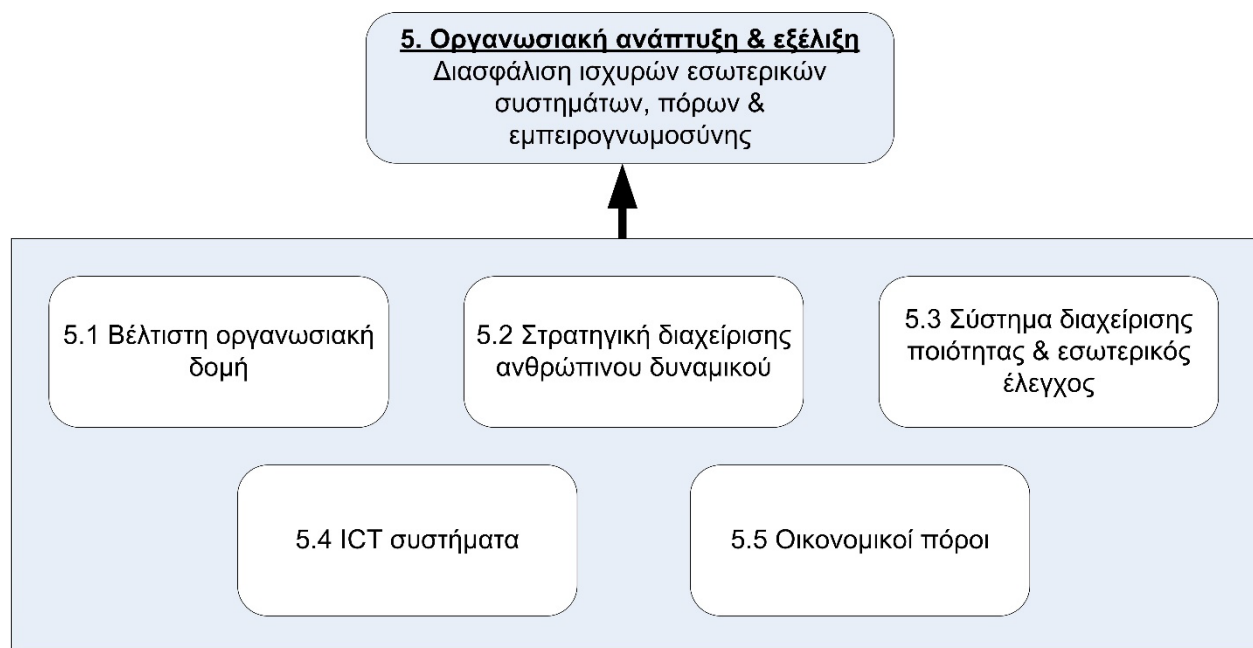 5. Οργανωσιακή ανάπτυξη & εξέλιξη
Διασφάλιση ισχυρών εσωτερικών
συστημάτων, πόρων &
εμπειρογνωμοσύνης
5.1 Βέλτιστη οργανωσιακή
δομή
5.2 Στρατηγική διαχείρισης
ανθρώπινου δυναμικού
5.3 Σύστημα διαχείρισης
ποιότητας & εσωτερικός
έλεγχος
5.4 ICT συστήματα
5.5 Οικονομικοί πόροι